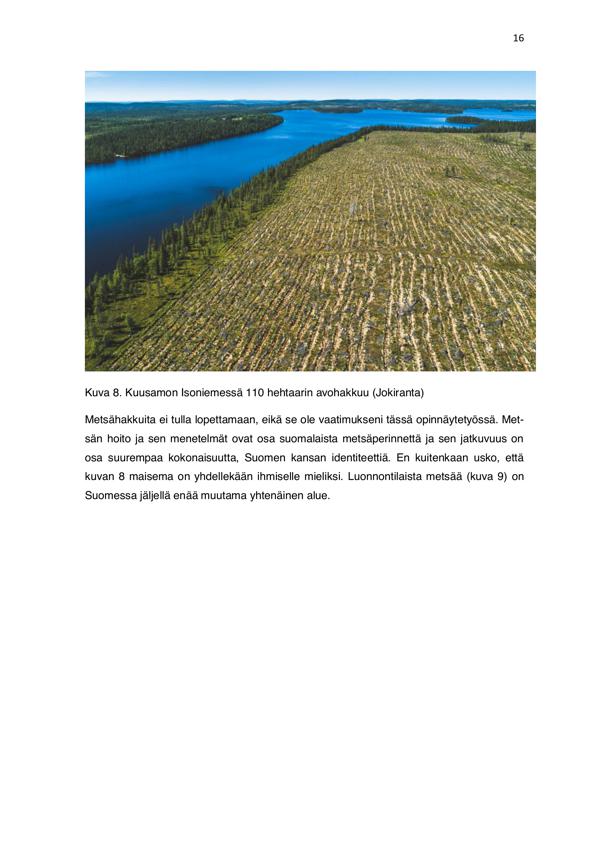 16
Kuva 8. Kuusamon Isoniemessä 110 hehtaarin avohakkuu (Jokiranta)
Metsähakkuita ei tulla lopettamaan, eikä se ole vaatimukseni tässä opinnäytetyössä. Met-
sän hoito ja sen menetelmät ovat osa suomalaista metsäperinnettä ja sen jatkuvuus on
osa suurempaa kokonaisuutta, Suomen kansan identiteettiä. En kuitenkaan usko, että
kuvan 8 maisema on yhdellekään ihmiselle mieliksi. Luonnontilaista metsää (kuva 9) on
Suomessa jäljellä enää muutama yhtenäinen alue.